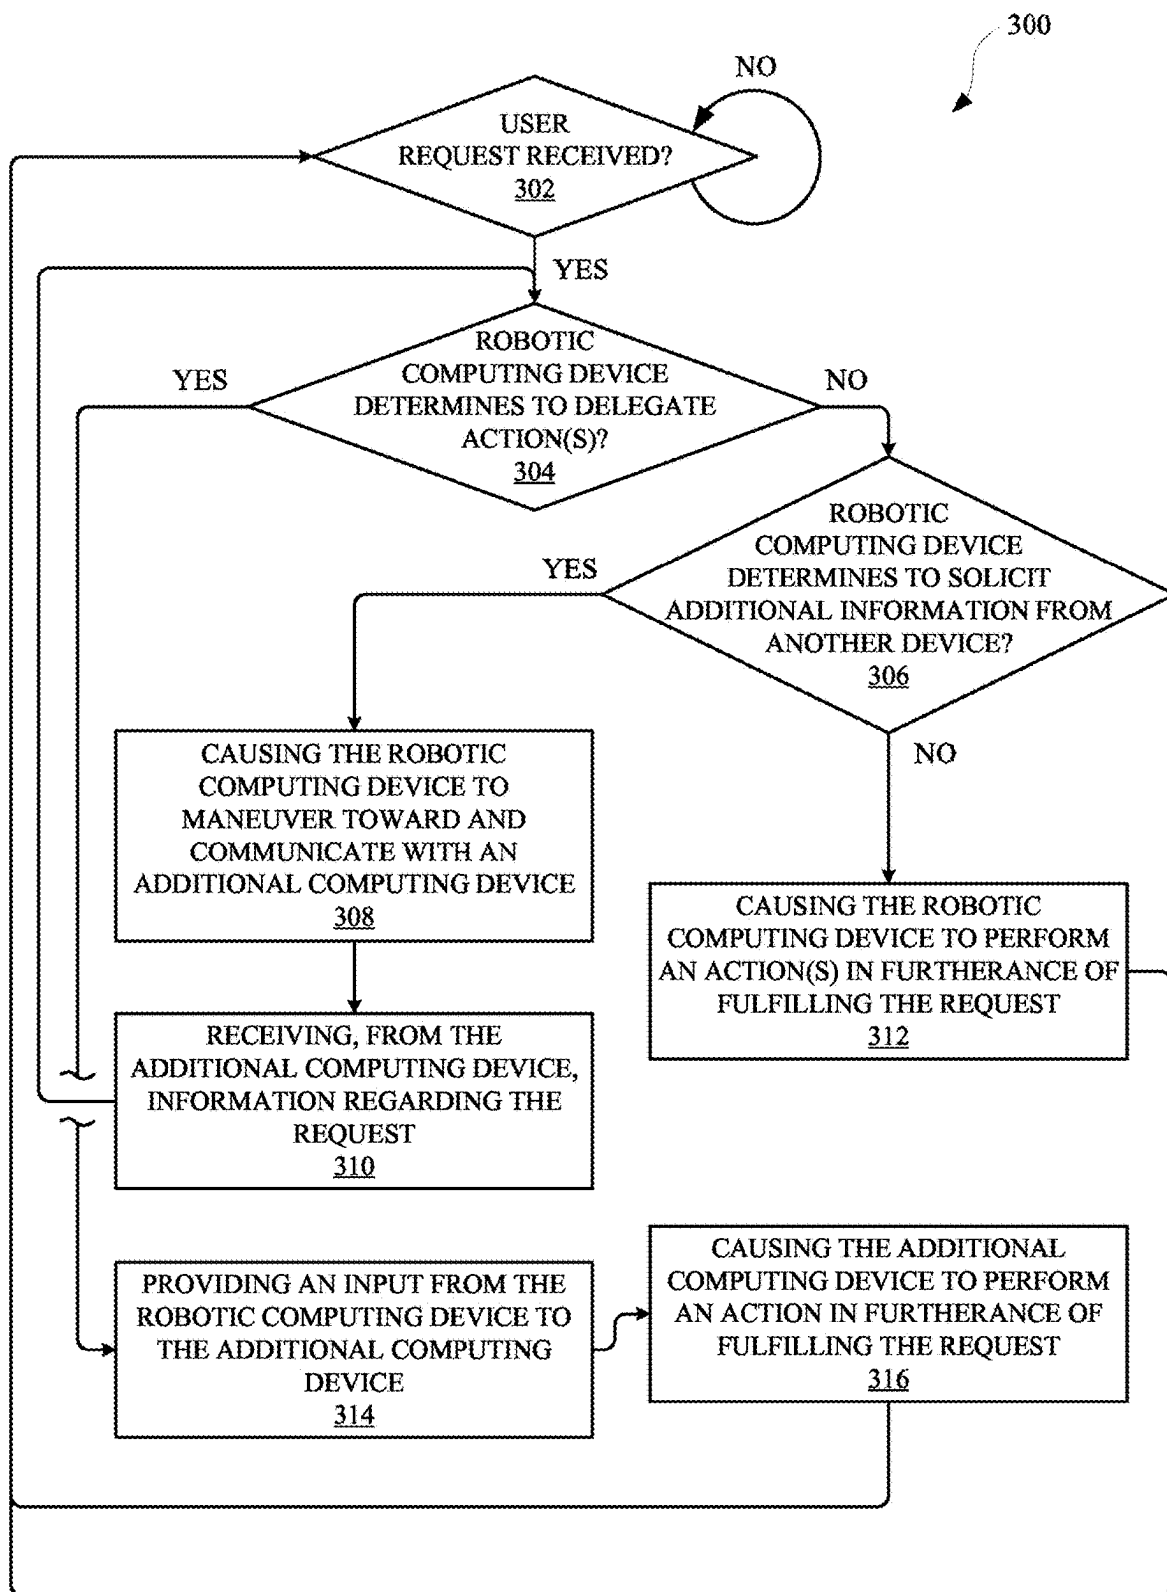 300
NO
USER
REQUEST RECEIVED?
302
YES
ROBOTIC
COMPUTING DEVICE
DETERMINES TO DELEGATE
ACTION(S)?
304
YES
NO
ROBOTIC
COMPUTING DEVICE
DETERMINES TO SOLICIT
ADDITIONAL INFORMATION FROM
ANOTHER DEVICE?
306
YES
NO
CAUSING THE ROBOTIC
COMPUTING DEVICE TO
MANEUVER TOWARD AND
COMMUNICATE WITH AN
ADDITIONAL COMPUTING DEVICE
308
CAUSING THE ROBOTIC
COMPUTING DEVICE TO PERFORM
AN ACTION(S) IN FURTHERANCE OF
FULFILLING THE REQUEST
312
RECEIVING, FROM THE
ADDITIONAL COMPUTING DEVICE,
INFORMATION REGARDING THE
REQUEST
310
PROVIDING AN INPUT FROM THE
ROBOTIC COMPUTING DEVICE TO
THE ADDITIONAL COMPUTING
DEVICE
314
CAUSING THE ADDITIONAL
COMPUTING DEVICE TO PERFORM
AN ACTION IN FURTHERANCE OF
FULFILLING THE REQUEST
316